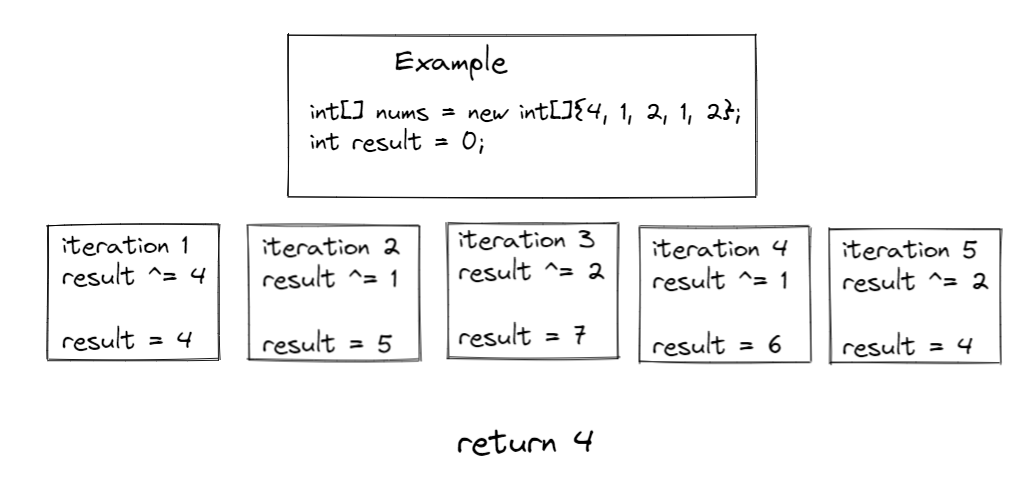 Example
int[] nums = new int[]{4, 1, 2, 1, 2};
int result = 0;
iteration 1
result ^= 4
result = 4
iteration 2
result ^= 1
result = 5
iteration 3
result ^= 2
result = 7
iteration 4
result ^= 1
result = 6
iteration 5
result ^= 2
result = 4
return 4